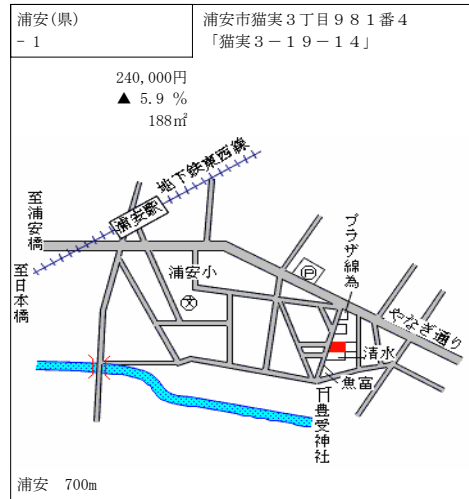 浦安(県)
－1
浦安市猫実３丁目９８１番４
「猫実３－１９－１４」
240,000円
▲ 5.9 %
188㎡
地下鉄東西線
浦安駅
至浦安橋
至日本橋
浦安小
文
P
プラザ綿為
やなぎ通り
清水
魚富
豊受神社
浦安　700m